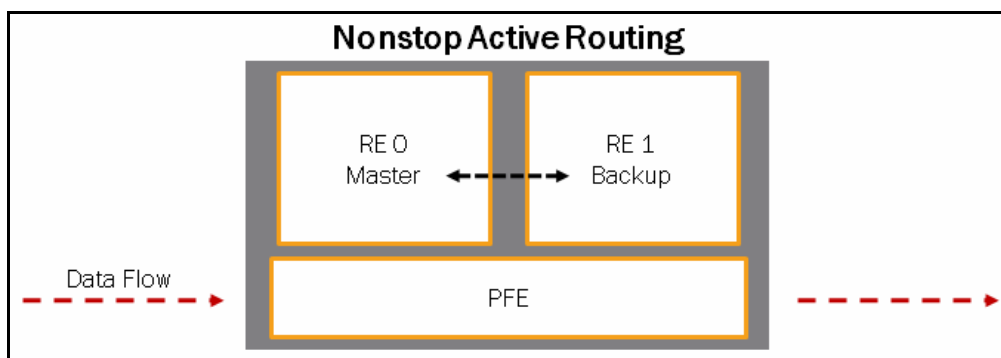 Nonstop Active Routing
RE 0
Master
RE 1
Backup
Data Flow
PFE